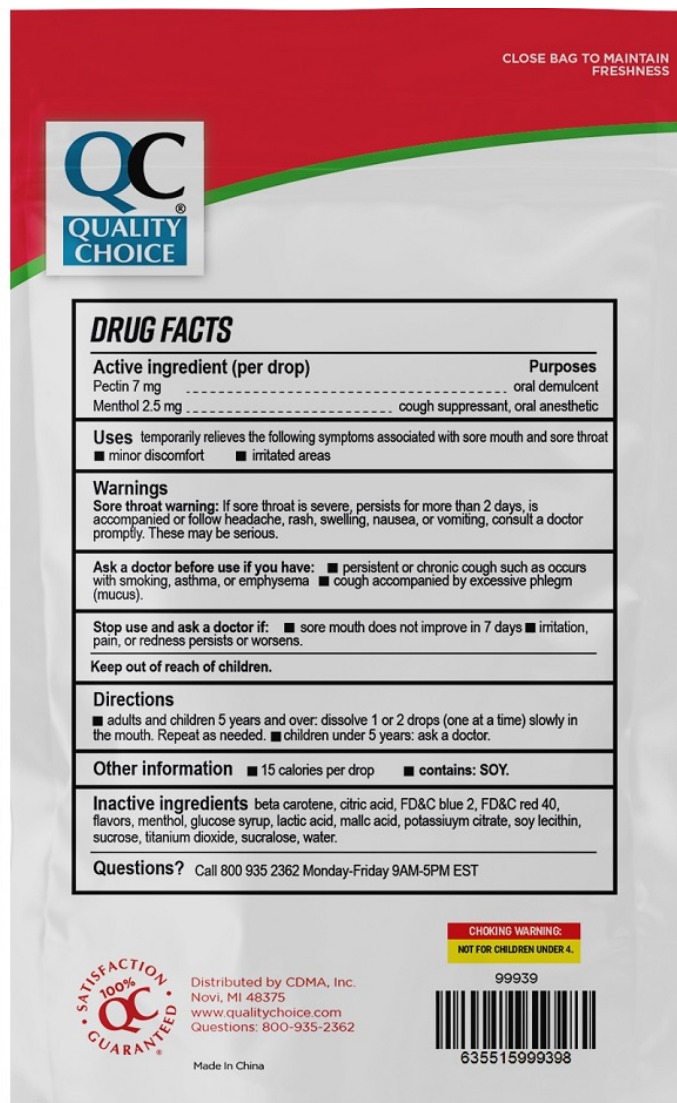 CLOSE BAG TO MAINTAIN
FRESHNESS
QC®
QUALITY
CHOICE
DRUG FACTS
Active ingredient (per drop) Purposes
Pectin 7 mg oral demulcent
Menthol 2.5 mg cough suppressant, oral anesthetic
Uses temporarily relieves the following symptoms associated with sore mouth and sore throat
■ minor discomfort ■ irritated areas
Warnings
Sore throat warning: If sore throat is severe, persists for more than 2 days, is
accompanied or follow headache, rash, swelling, nausea, or vomiting, consult a doctor
promptly. These may be serious.
Ask a doctor before use if you have: ■ persistent or chronic cough such as occurs
with smoking, asthma, or emphysema ■ cough accompanied by excessive phlegm
(mucus).
Stop use and ask a doctor if: ■ sore mouth does not improve in 7 days ■ irritation,
pain, or redness persists or worsens.
Keep out of reach of children.
Directions
■ adults and children 5 years and over: dissolve 1 or 2 drops (one at a time) slowly in
the mouth. Repeat as needed. ■ children under 5 years: ask a doctor.
Other information ■ 15 calories per drop ■ contains: SOY.
Inactive ingredients beta carotene, citric acid, FD&C blue 2, FD&C red 40,
flavors, menthol, glucose syrup, lactic acid, mallc acid, potassiuym citrate, soy lecithin,
sucrose, titanium dioxide, sucralose, water.
Questions? Call 800 935 2362 Monday-Friday 9AM-5PM EST
CHOKING WARNING:
NOT FOR CHILDREN UNDER 4.
SATISFACTION
100%
QC
GUARANTEED®
Distributed by CDMA, Inc.
Novi, MI 48375
www.qualitychoice.com
Questions: 800-935-2362
Made In China
99939
635515999398